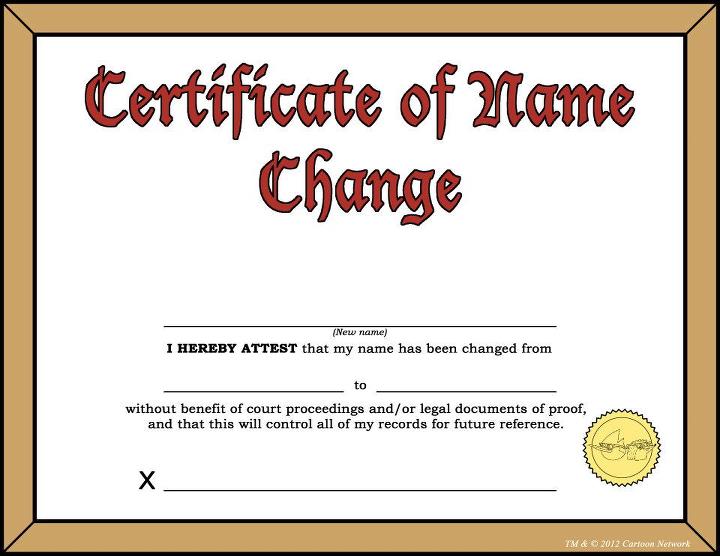 Certificate of Name
Change
(New name)
I HEREBY ATTEST that my name has been changed from
to
without benefit of court proceedings and/or legal documents of proof,
and that this will control all of my records for future reference.
X
TM & © 2012 Cartoon Network